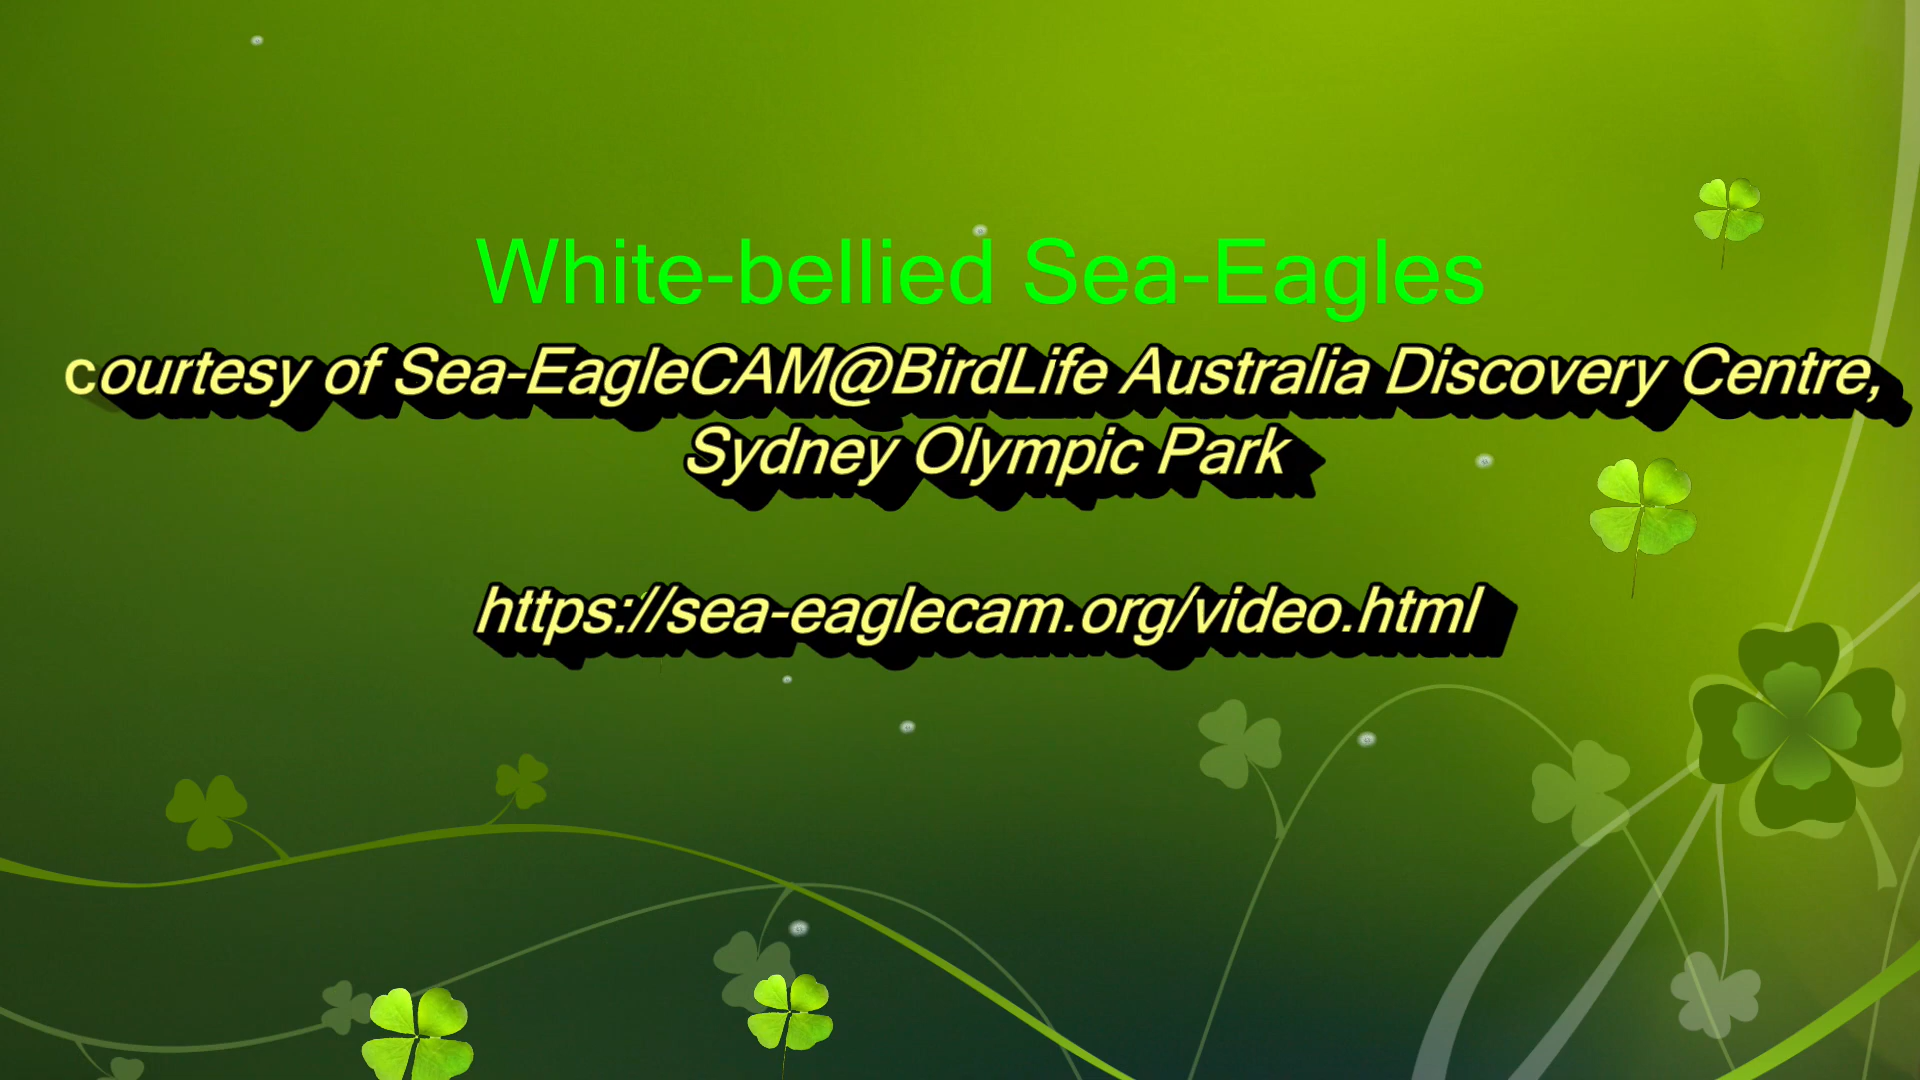 White-bellied Sea-Eagles
courtesy of Sea-EagleCAM@BirdLife Australia Discovery Centre,
Sydney Olympic Park
https://sea-eaglecam.org/video.html